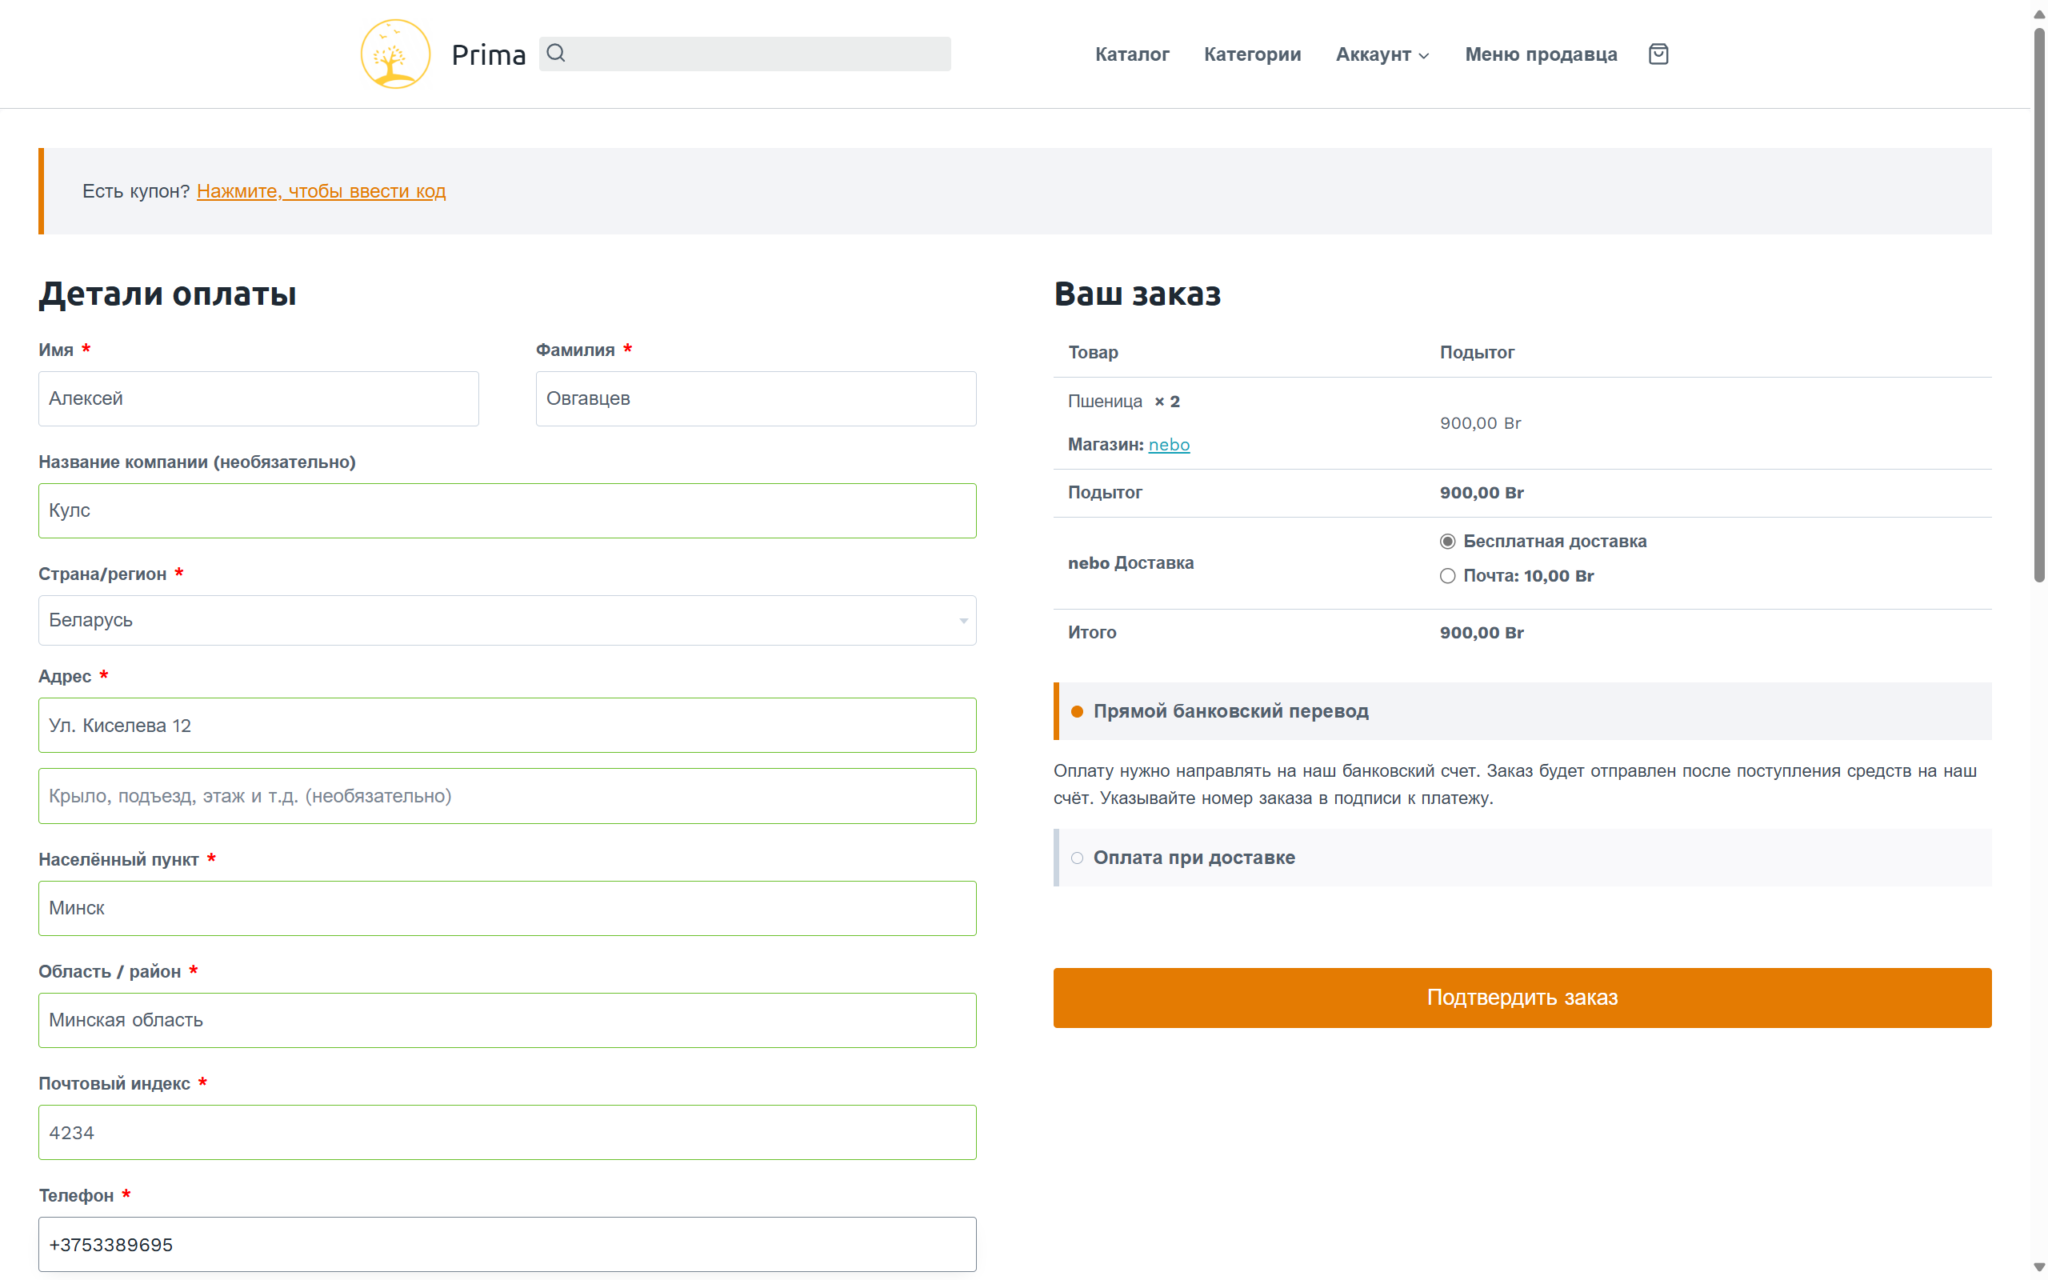 Prima
Каталог
Категории
Аккаунт
Меню продавца
Есть купон? Нажмите, чтобы ввести код
Детали оплаты
Имя *
Алексей
Фамилия *
Овгавцев
Название компании (необязательно)
Кулс
Страна/регион *
Беларусь
Адрес *
Ул. Киселева 12
Крыло, подъезд, этаж и т.д. (необязательно)
Населённый пункт *
Минск
Область / район *
Минская область
Почтовый индекс *
4234
Телефон *
+3753389695
Ваш заказ
Товар Подытог
Пшеница × 2
900,00 Br
Магазин: nebo
Подытог 900,00 Br
nebo Доставка
Бесплатная доставка
Почта: 10,00 Br
Итого 900,00 Br
Прямой банковский перевод
Оплату нужно направлять на наш банковский счет. Заказ будет отправлен после поступления средств на наш
счёт. Указывайте номер заказа в подписи к платежу.
Оплата при доставке
Подтвердить заказ